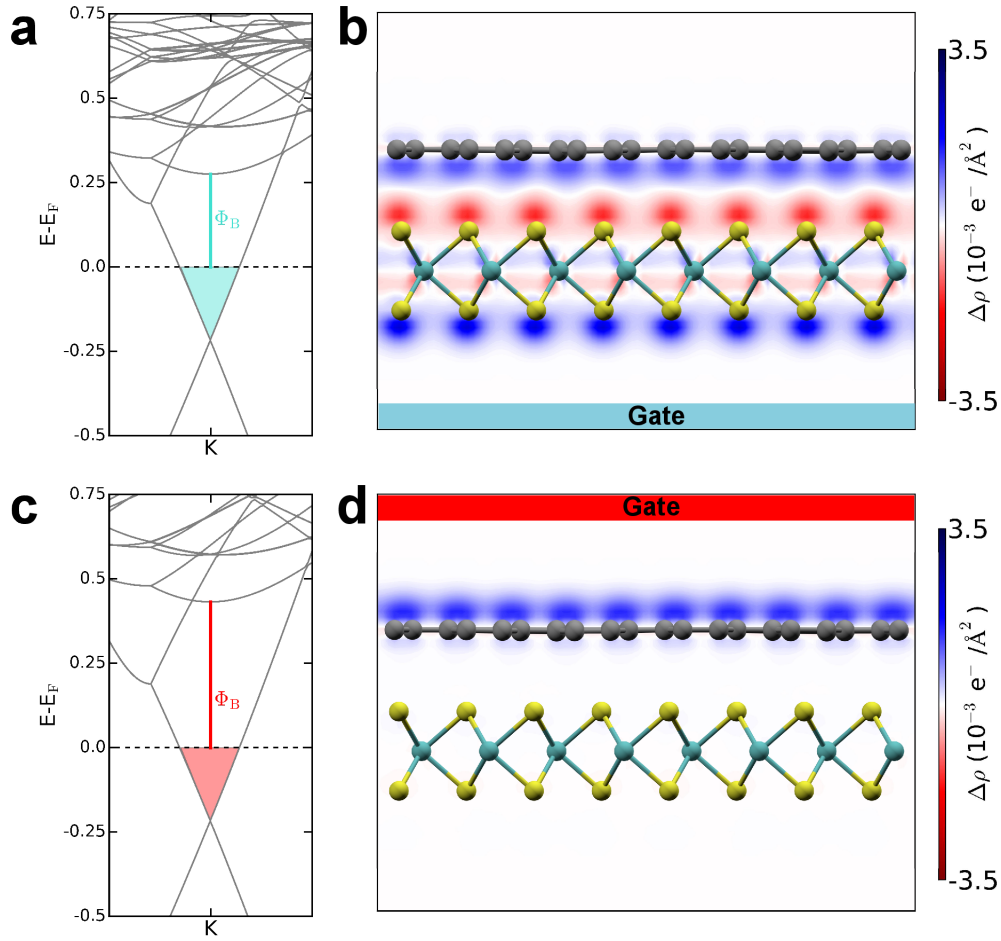 a
0.75
0.5
0.25
0.0
-0.25
-0.5
E-E_F
Φ_B
K
b
Gate
3.5
Δρ (10⁻³ e⁻ /Å²)
-3.5
c
0.75
0.5
0.25
0.0
-0.25
-0.5
E-E_F
Φ_B
K
d
Gate
3.5
Δρ (10⁻³ e⁻ /Å²)
-3.5